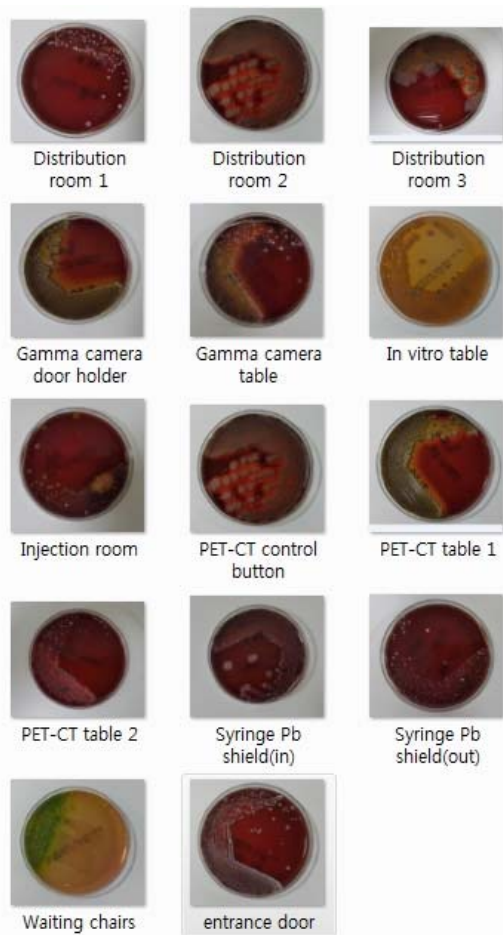 Distribution
room 1
Distribution
room 2
Distribution
room 3
Gamma camera
door holder
Gamma camera
table
In vitro table
Injection room
PET-CT control
button
PET-CT table 1
PET-CT table 2
Syringe Pb
shield(in)
Syringe Pb
shield(out)
Waiting chairs
entrance door